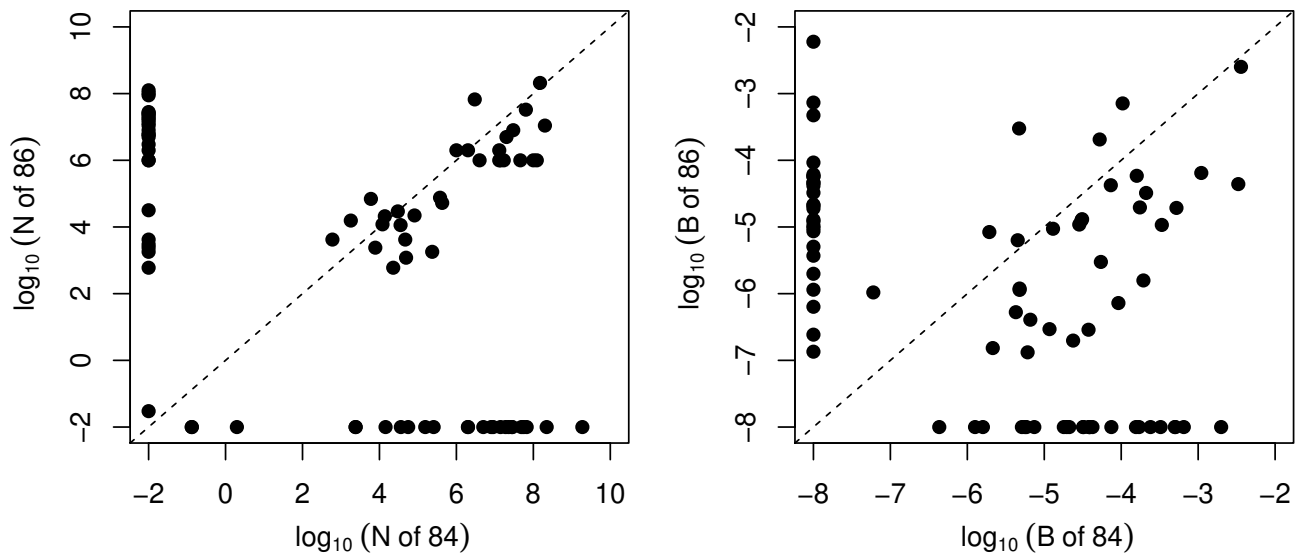 10
8
6
4
2
0
−2
−2 0 2 4 6 8 10
log₁₀ (N of 86)
log₁₀ (N of 84)
−2
−3
−4
−5
−6
−7
−8
−8 −7 −6 −5 −4 −3 −2
log₁₀ (B of 86)
log₁₀ (B of 84)